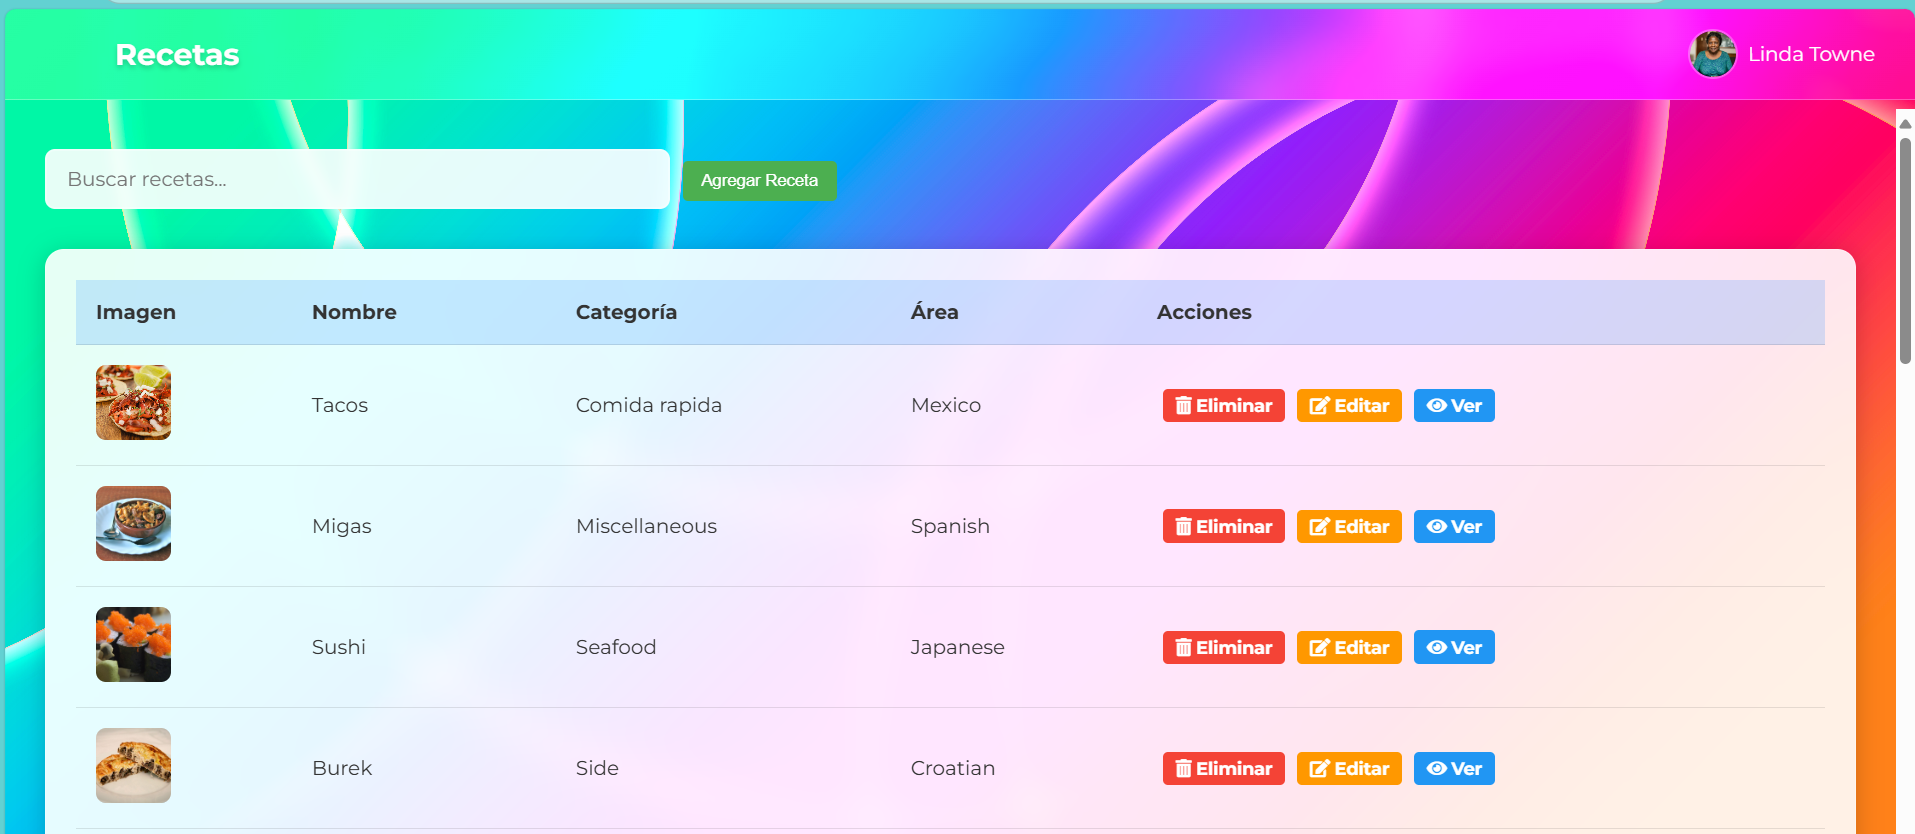 Recetas
Linda Towne
Buscar recetas...
Agregar Receta
Imagen Nombre Categoría Área Acciones
Tacos Comida rapida Mexico Eliminar Editar Ver
Migas Miscellaneous Spanish Eliminar Editar Ver
Sushi Seafood Japanese Eliminar Editar Ver
Burek Side Croatian Eliminar Editar Ver